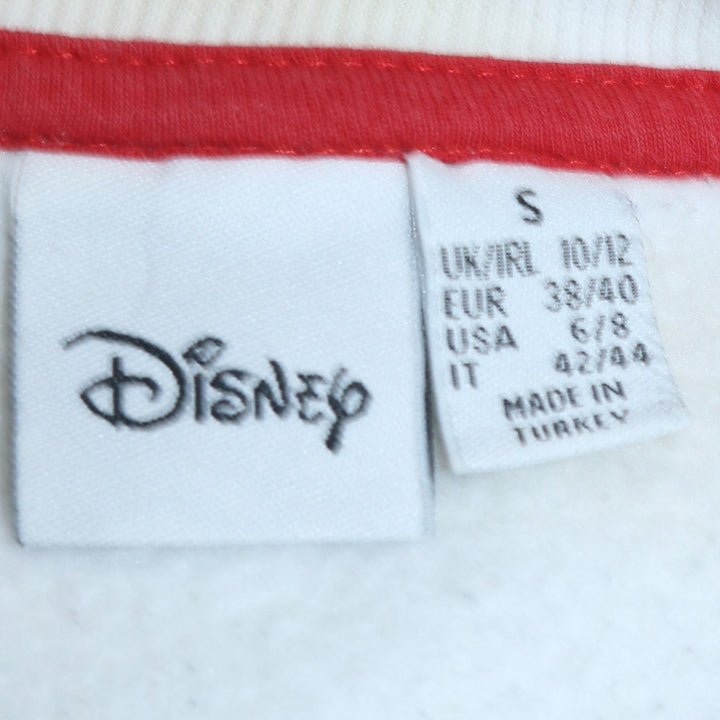 Disney
S
UK/IRL 10/12
EUR 38/40
USA 6/8
IT 42/44
MADE IN
TURKEY